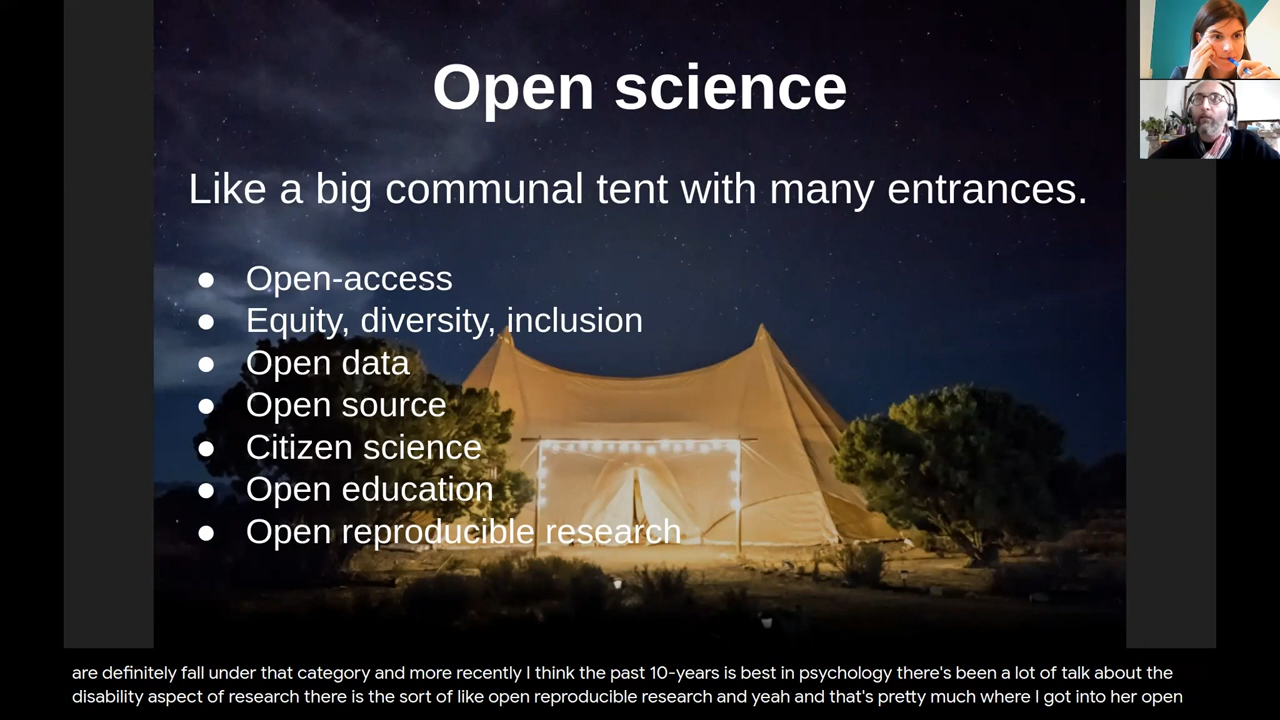 Open science
Like a big communal tent with many entrances.
● Open-access
● Equity, diversity, inclusion
● Open data
● Open source
● Citizen science
● Open education
● Open reproducible research
are definitely fall under that category and more recently I think the past 10-years is best in psychology there's been a lot of talk about the
disability aspect of research there is the sort of like open reproducible research and yeah and that's pretty much where I got into her open